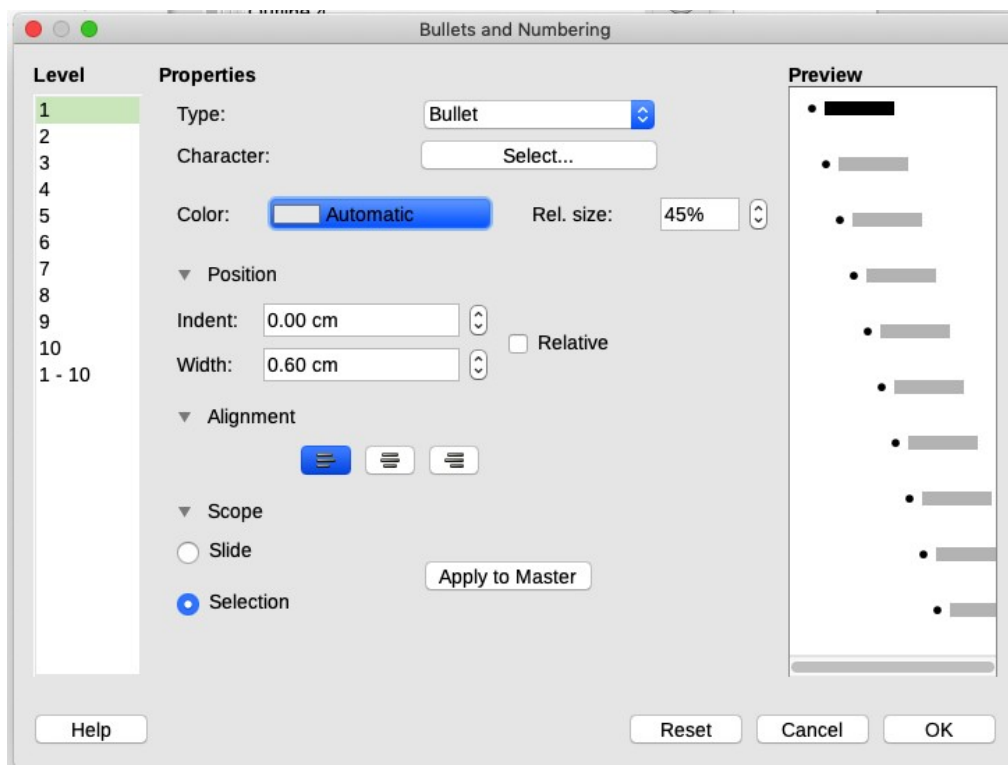 Outline 4
Bullets and Numbering
Level
1
2
3
4
5
6
7
8
9
10
1 - 10
Properties
Type:
Bullet
Character:
Select...
Color:
Automatic
Rel. size:
45%
Position
Indent:
0.00 cm
Width:
0.60 cm
Relative
Alignment
Scope
Slide
Selection
Apply to Master
Preview
Help
Reset
Cancel
OK